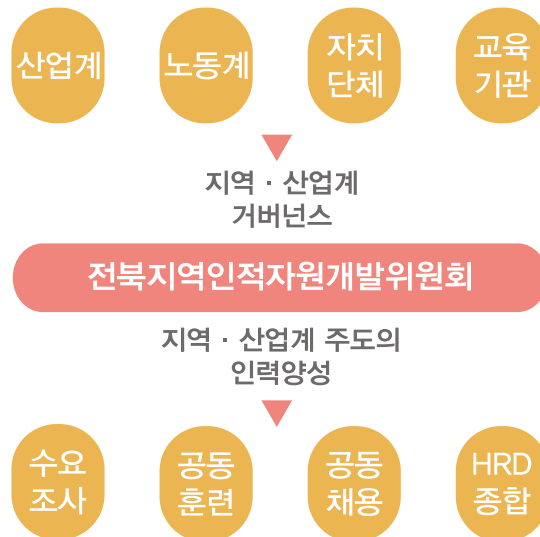 산업계 노동계 자치 단체 교육 기관
지역 · 산업계
거버넌스
전북지역인적자원개발위원회
지역 · 산업계 주도의
인력양성
수요 조사 공동 훈련 공동 채용 HRD 종합